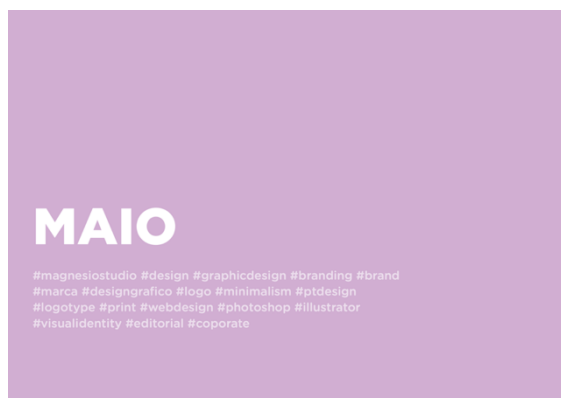 MAIO
#magnesiostudio #design #graphicdesign #branding #brand
#marca #designgrafico #logo #minimalism #ptdesign
#logotype #print #webdesign #photoshop #illustrator
#visualidentity #editorial #coporate